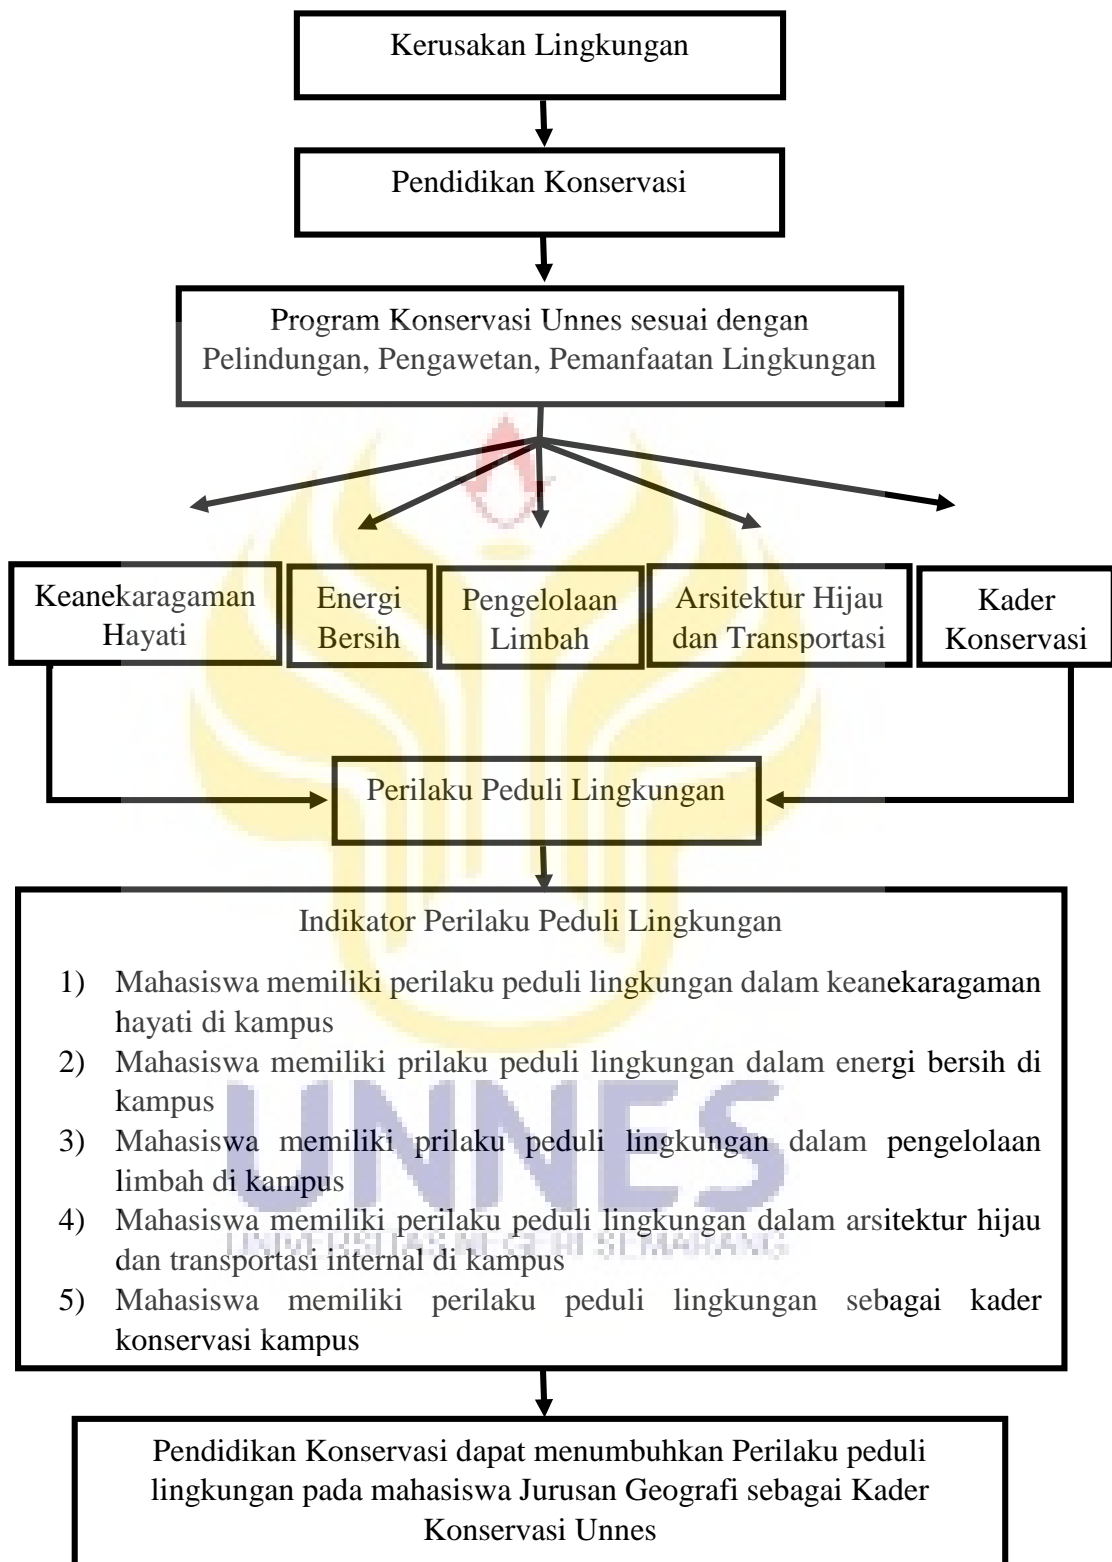 Kerusakan Lingkungan
Pendidikan Konservasi
Program Konservasi Unnes sesuai dengan
Pelindungan, Pengawetan, Pemanfaatan Lingkungan
Keanekaragaman
Hayati
Energi
Bersih
Pengelolaan
Limbah
Arsitektur Hijau
dan Transportasi
Kader
Konservasi
Perilaku Peduli Lingkungan
Indikator Perilaku Peduli Lingkungan
1) Mahasiswa memiliki perilaku peduli lingkungan dalam keanekaragaman
hayati di kampus
2) Mahasiswa memiliki prilaku peduli lingkungan dalam energi bersih di
kampus
3) Mahasiswa memiliki prilaku peduli lingkungan dalam pengelolaan
limbah di kampus
4) Mahasiswa memiliki perilaku peduli lingkungan dalam arsitektur hijau
dan transportasi internal di kampus
5) Mahasiswa memiliki perilaku peduli lingkungan sebagai kader
konservasi kampus
UNNES
UNIVERSITAS NEGERI SEMARANG
Pendidikan Konservasi dapat menumbuhkan Perilaku peduli
lingkungan pada mahasiswa Jurusan Geografi sebagai Kader
Konservasi Unnes